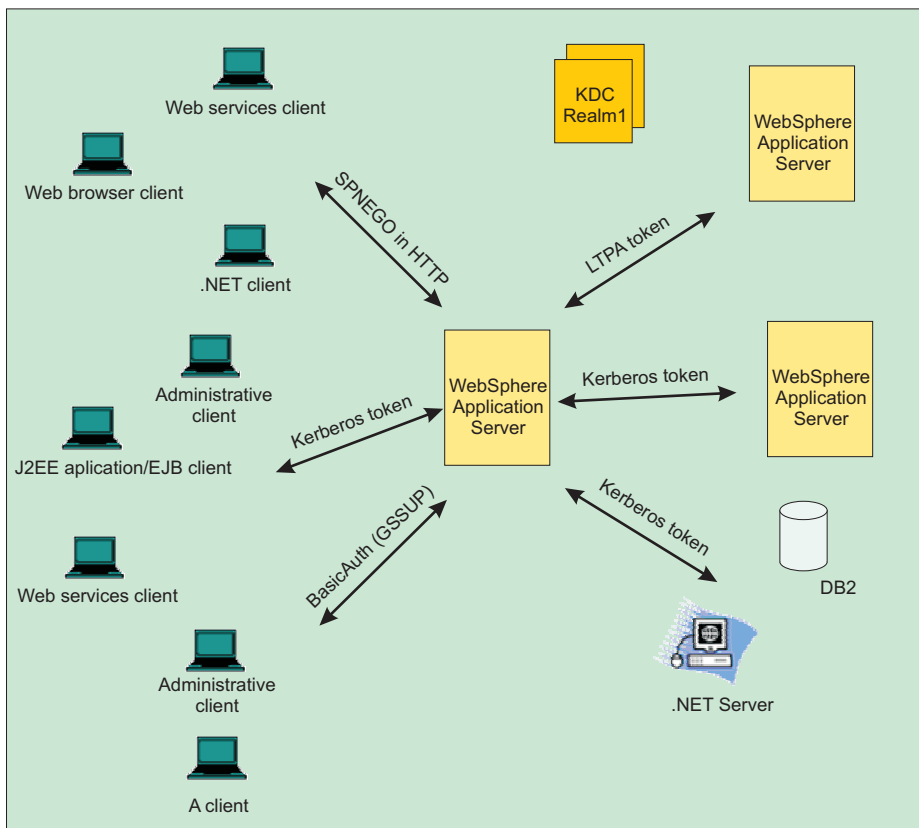 Web services client
KDC
Realm1
WebSphere
Application
Server
Web browser client
SPNEGO in HTTP
LTPA token
.NET client
Administrative
client
WebSphere
Application
Server
Kerberos token
WebSphere
Application
Server
Kerberos token
J2EE aplication/EJB client
Kerberos token
BasicAuth (GSSUP)
Web services client
DB2
Administrative
client
.NET Server
A client